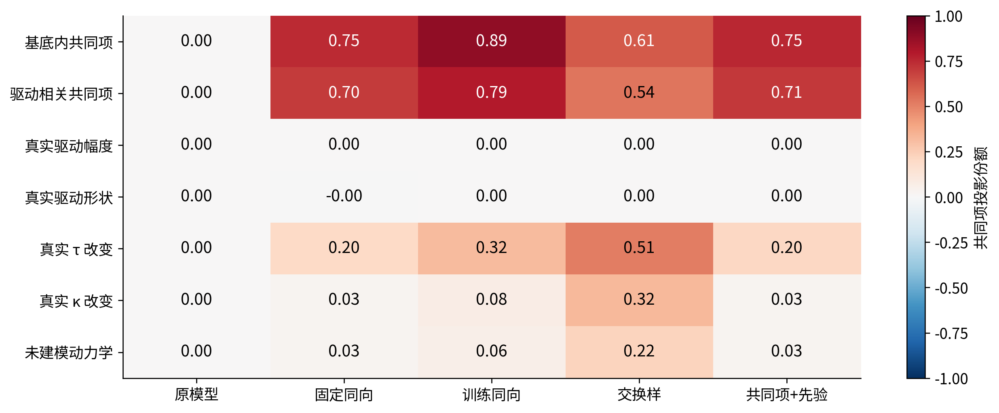 基底内共同项 0.00 0.75 0.89 0.61 0.75
驱动相关共同项 0.00 0.70 0.79 0.54 0.71
真实驱动幅度 0.00 0.00 0.00 0.00 0.00
真实驱动形状 0.00 -0.00 0.00 0.00 0.00
真实 τ 改变 0.00 0.20 0.32 0.51 0.20
真实 κ 改变 0.00 0.03 0.08 0.32 0.03
未建模动力学 0.00 0.03 0.06 0.22 0.03
原模型 固定同向 训练同向 交换样 共同项+先验
1.00
0.75
0.50
0.25
0.00
-0.25
-0.50
-0.75
-1.00
共同项投影份额